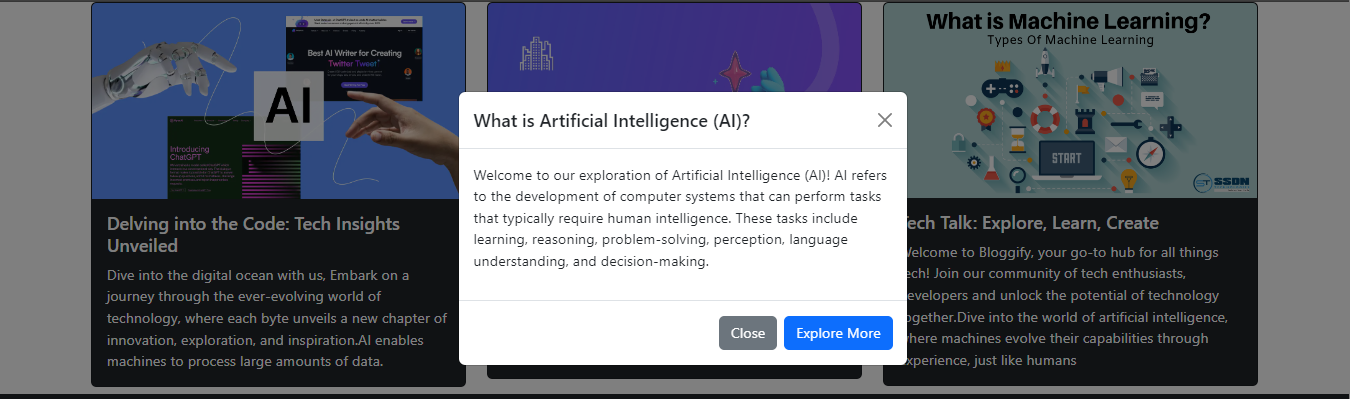 Best AI Writer for Creating
Twitter Tweet
AI
Introducing
ChatGPT
Delving into the Code: Tech Insights
Unveiled
Dive into the digital ocean with us, Embark on a
journey through the ever-evolving world of
technology, where each byte unveils a new chapter of
innovation, exploration, and inspiration.AI enables
machines to process large amounts of data.
What is Artificial Intelligence (AI)?
Welcome to our exploration of Artificial Intelligence (AI)! AI refers
to the development of computer systems that can perform tasks
that typically require human intelligence. These tasks include
learning, reasoning, problem-solving, perception, language
understanding, and decision-making.
Close
Explore More
What is Machine Learning?
Types Of Machine Learning
START
SSDN
ech Talk: Explore, Learn, Create
elcome to Bloggify, your go-to hub for all things
ech! Join our community of tech enthusiasts,
evelopers and unlock the potential of technology
ogether.Dive into the world of artificial intelligence,
where machines evolve their capabilities through
xperience, just like humans